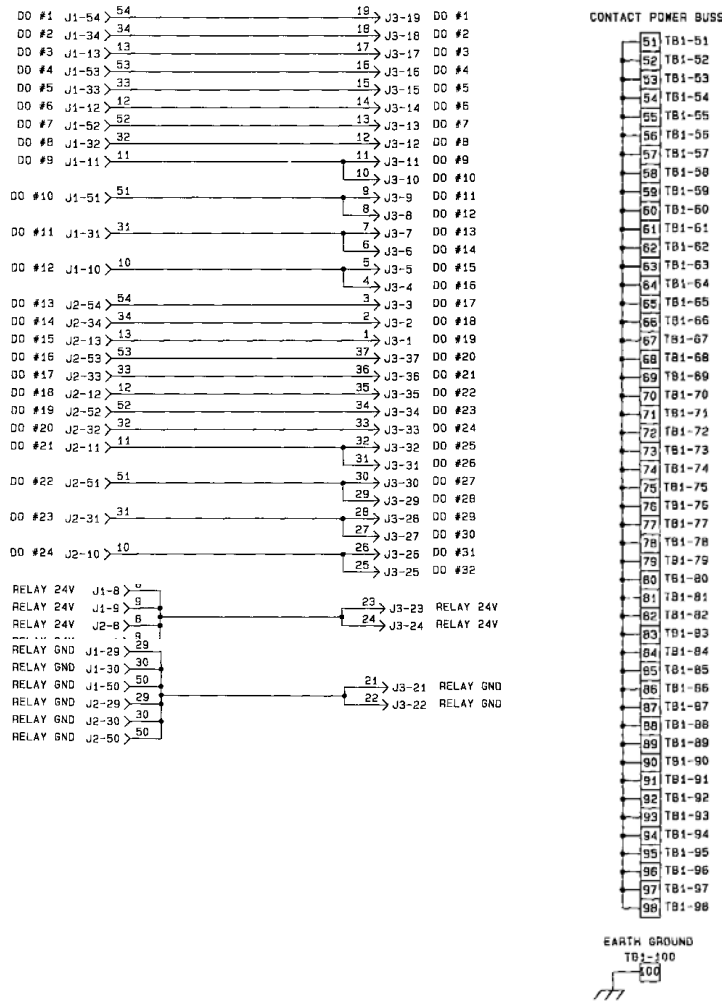 DO #1 J1-54 54 19 J3-19 DO #1
DO #2 J1-34 34 18 J3-18 DO #2
DO #3 J1-13 13 17 J3-17 DO #3
DO #4 J1-53 53 16 J3-16 DO #4
DO #5 J1-33 33 15 J3-15 DO #5
DO #6 J1-12 12 14 J3-14 DO #6
DO #7 J1-52 52 13 J3-13 DO #7
DO #8 J1-32 32 12 J3-12 DO #8
DO #9 J1-11 11 11 J3-11 DO #9
10 J3-10 DO #10
DO #10 J1-51 51 9 J3-9 DO #11
8 J3-8 DO #12
DO #11 J1-31 31 7 J3-7 DO #13
6 J3-6 DO #14
DO #12 J1-10 10 5 J3-5 DO #15
4 J3-4 DO #16
DO #13 J2-54 54 3 J3-3 DO #17
DO #14 J2-34 34 2 J3-2 DO #18
DO #15 J2-13 13 1 J3-1 DO #19
DO #16 J2-53 53 37 J3-37 DO #20
DO #17 J2-33 33 36 J3-36 DO #21
DO #18 J2-12 12 35 J3-35 DO #22
DO #19 J2-52 52 34 J3-34 DO #23
DO #20 J2-32 32 33 J3-33 DO #24
DO #21 J2-11 11 32 J3-32 DO #25
31 J3-31 DO #26
DO #22 J2-51 51 30 J3-30 DO #27
29 J3-29 DO #28
DO #23 J2-31 31 28 J3-28 DO #29
27 J3-27 DO #30
DO #24 J2-10 10 26 J3-26 DO #31
25 J3-25 DO #32
RELAY 24V J1-8
RELAY 24V J1-9 9 23 J3-23 RELAY 24V
RELAY 24V J2-8 8 24 J3-24 RELAY 24V
9
RELAY GND J1-29 29
RELAY GND J1-30 30
RELAY GND J1-50 50 21 J3-21 RELAY GND
RELAY GND J2-29 29 22 J3-22 RELAY GND
RELAY GND J2-30 30
RELAY GND J2-50 50
CONTACT POWER BUSS
51 TB1-51
52 TB1-52
53 TB1-53
54 TB1-54
55 TB1-55
56 TB1-56
57 TB1-57
58 TB1-58
59 TB1-59
60 TB1-60
61 TB1-61
62 TB1-62
63 TB1-63
64 TB1-64
65 TB1-65
66 TB1-66
67 TB1-67
68 TB1-68
69 TB1-69
70 TB1-70
71 TB1-71
72 TB1-72
73 TB1-73
74 TB1-74
75 TB1-75
76 TB1-76
77 TB1-77
78 TB1-78
79 TB1-79
80 TB1-80
81 TB1-81
82 TB1-82
83 TB1-83
84 TB1-84
85 TB1-85
86 TB1-86
87 TB1-87
88 TB1-88
89 TB1-89
90 TB1-90
91 TB1-91
92 TB1-92
93 TB1-93
94 TB1-94
95 TB1-95
96 TB1-96
97 TB1-97
98 TB1-98
EARTH GROUND
TB1-100
100